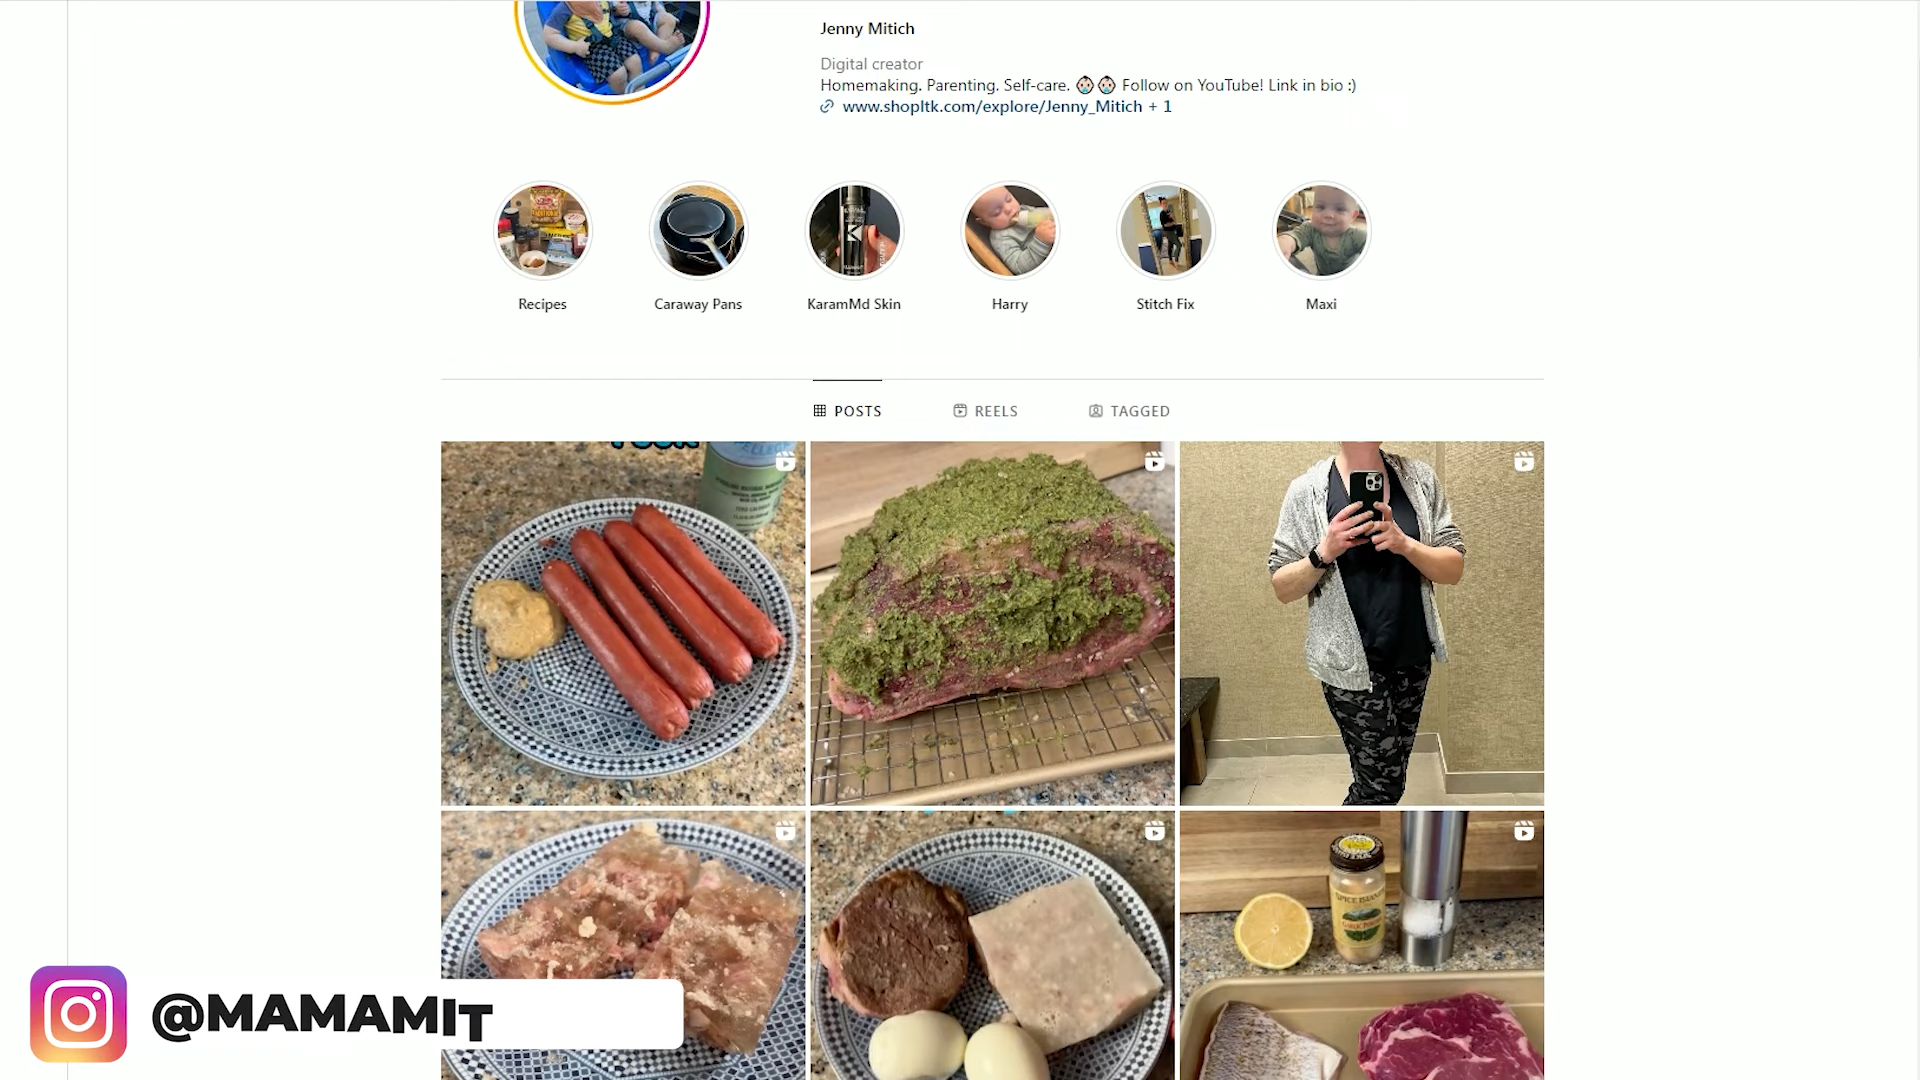 Jenny Mitich
Digital creator
Homemaking. Parenting. Self-care. 👶🏻👶🏻 Follow on YouTube! Link in bio :)
www.shopltk.com/explore/Jenny_Mitich + 1
Recipes
Caraway Pans
KaramMd Skin
Harry
Stitch Fix
Maxi
POSTS
REELS
TAGGED
@MAMAMIT